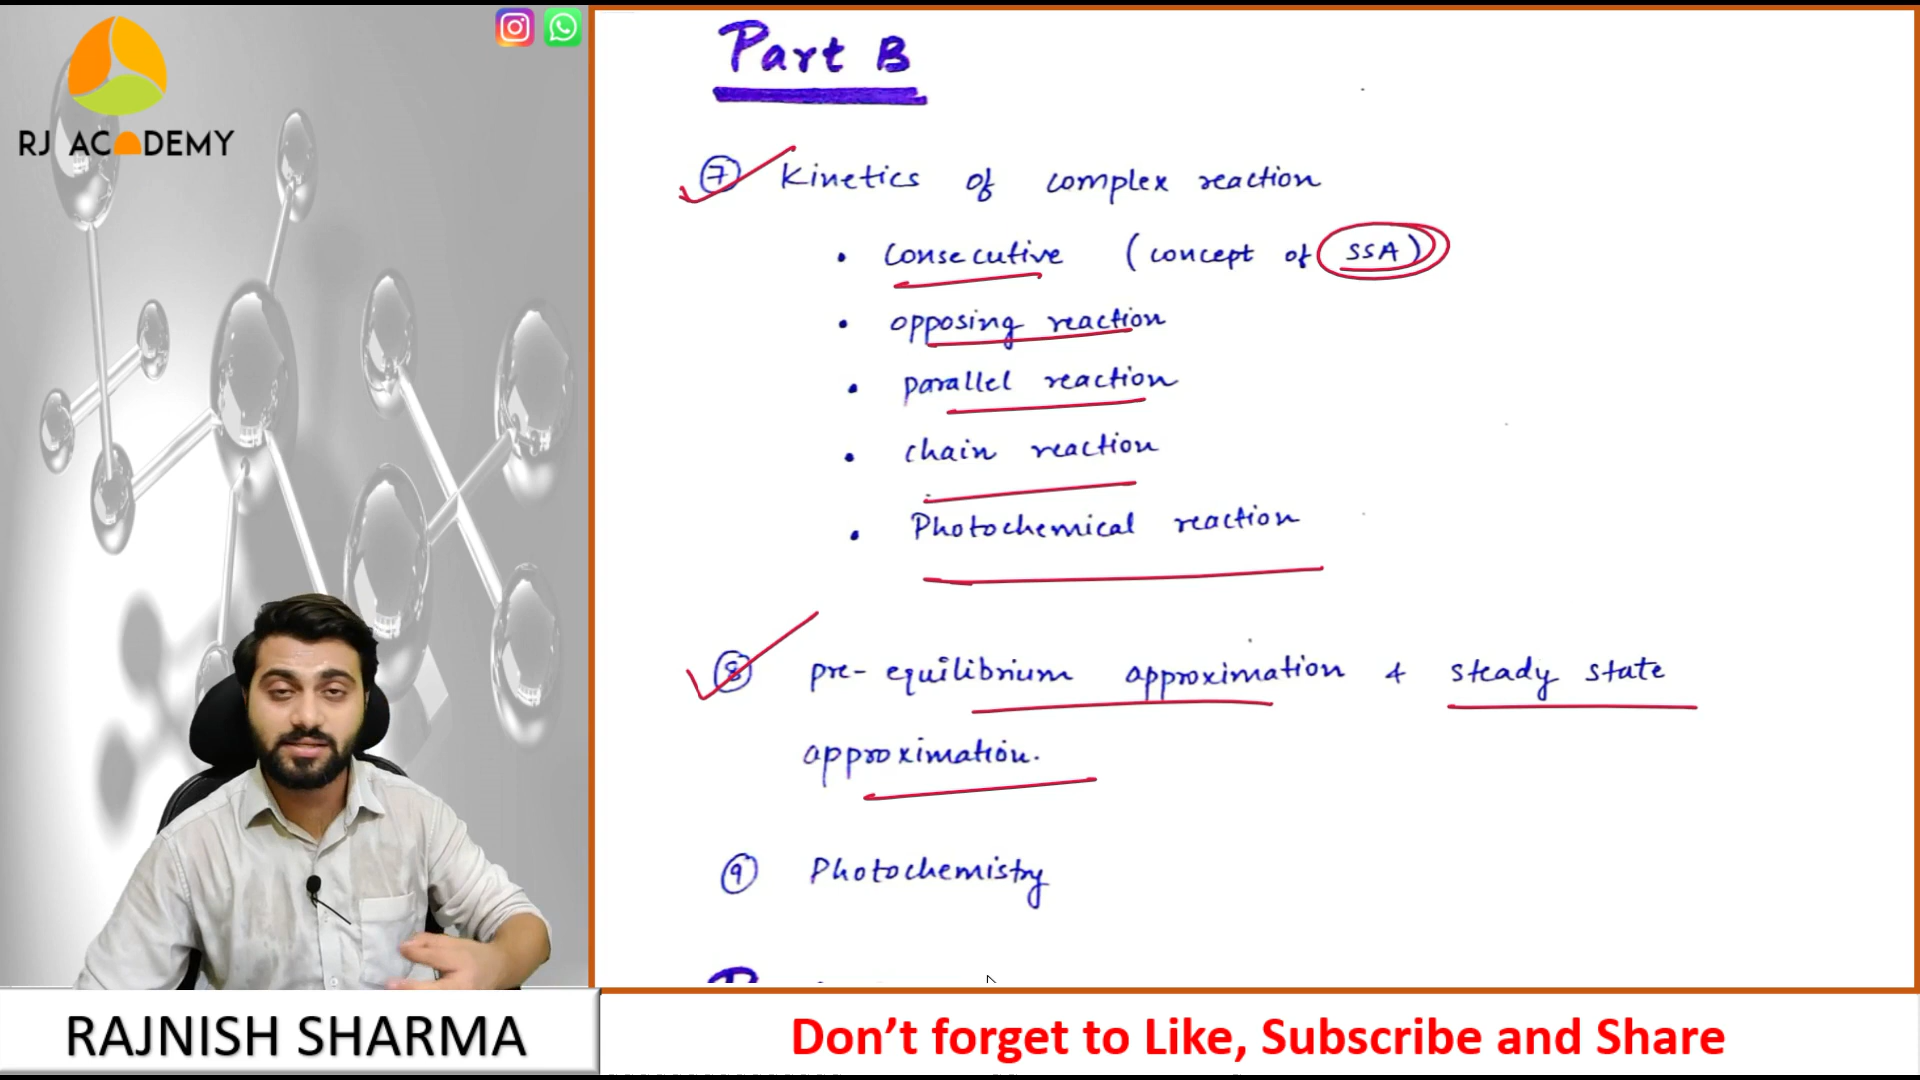 RJ ACADEMY
Part B
7 Kinetics of complex reaction
• Consecutive (concept of SSA)
• opposing reaction
• parallel reaction
• chain reaction
• Photochemical reaction
8 pre-equilibrium approximation & steady state
approximation.
9 Photochemistry
RAJNISH SHARMA
Don’t forget to Like, Subscribe and Share